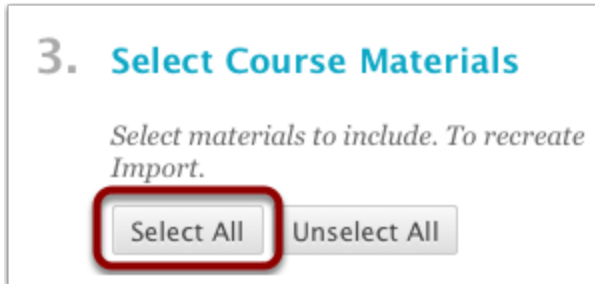 3. Select Course Materials
Select materials to include. To recreate
Import.
Select All Unselect All